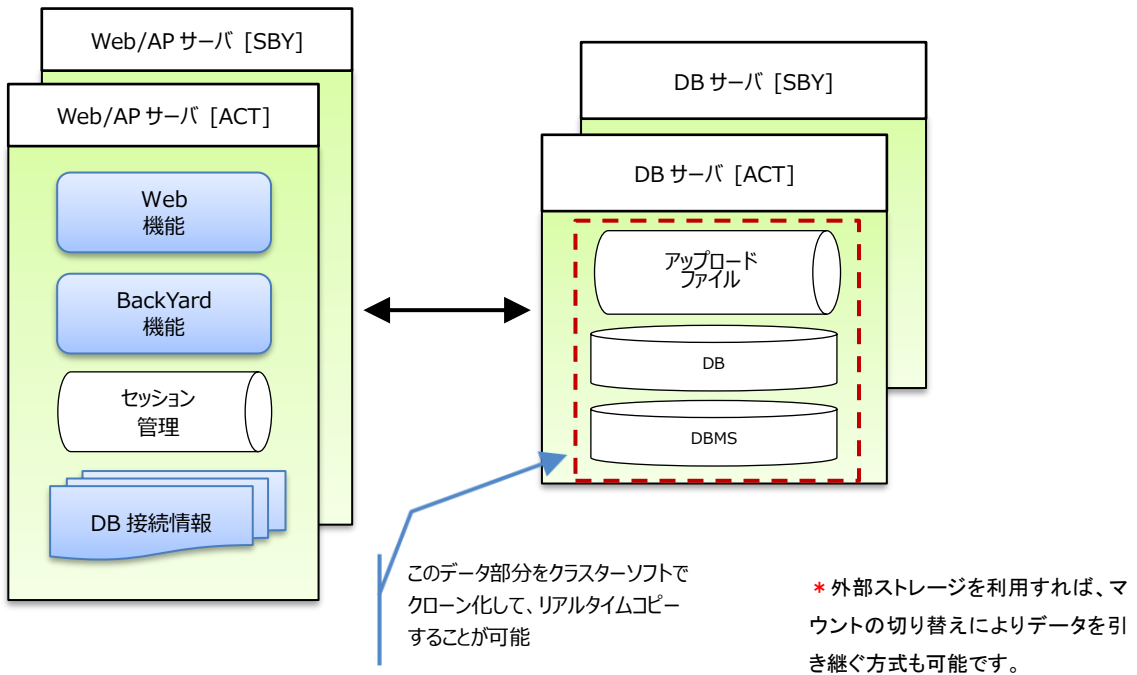 Web/AP サーバ [SBY]
Web/AP サーバ [ACT]
Web
機能
BackYard
機能
セッション
管理
DB 接続情報
DB サーバ [SBY]
DB サーバ [ACT]
アップロード
ファイル
DB
DBMS
このデータ部分をクラスターソフトで
クローン化して、リアルタイムコピー
することが可能
* 外部ストレージを利用すれば、マ
ウントの切り替えによりデータを引
き継ぐ方式も可能です。